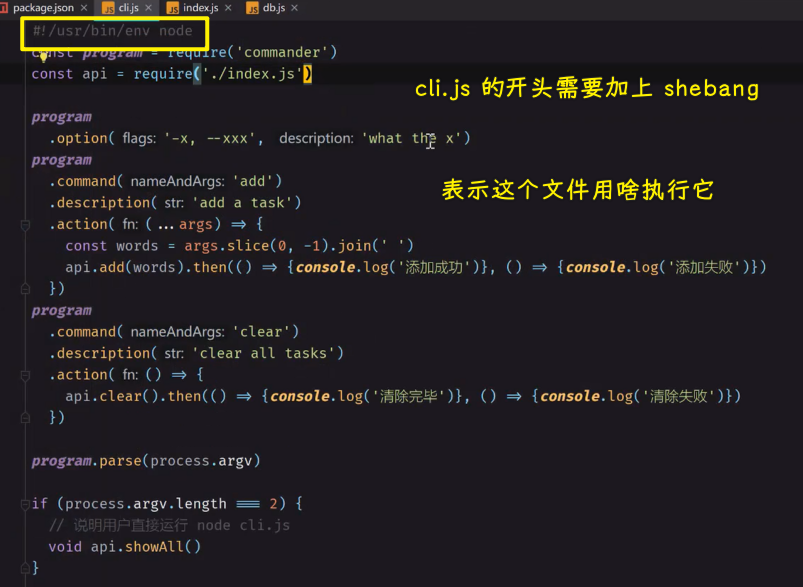 package.json × cli.js × index.js × db.js ×
#!/usr/bin/env node
const program = require('commander')
const api = require('./index.js')
cli.js 的开头需要加上 shebang
program
.option( flags: '-x, --xxx', description: 'what the x')
program
.command( nameAndArgs: 'add')
表示这个文件用啥执行它
.description( str: 'add a task')
.action( fn: (...args) => {
const words = args.slice(0, -1).join(' ')
api.add(words).then(() => {console.log('添加成功')}, () => {console.log('添加失败')})
})
program
.command( nameAndArgs: 'clear')
.description( str: 'clear all tasks')
.action( fn: () => {
api.clear().then(() => {console.log('清除完毕')}, () => {console.log('清除失败')})
})
program.parse(process.argv)
if (process.argv.length === 2) {
// 说明用户直接运行 node cli.js
void api.showAll()
}